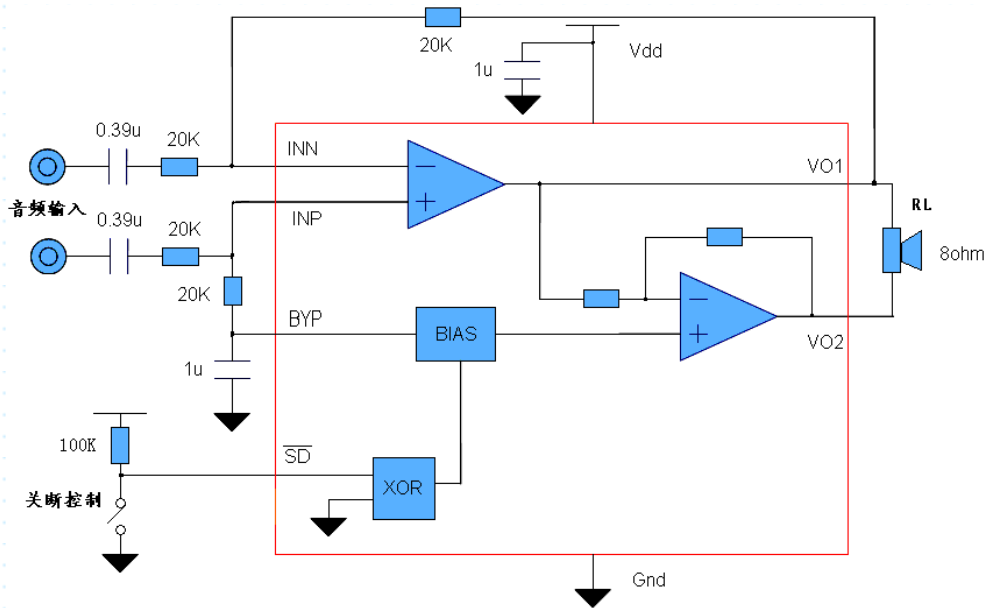 20K
Vdd
1u
0.39u
20K
INN
VO1
音频输入
INP
RL
0.39u
20K
8ohm
20K
BYP
BIAS
VO2
1u
100K
SD
XOR
关断控制
Gnd